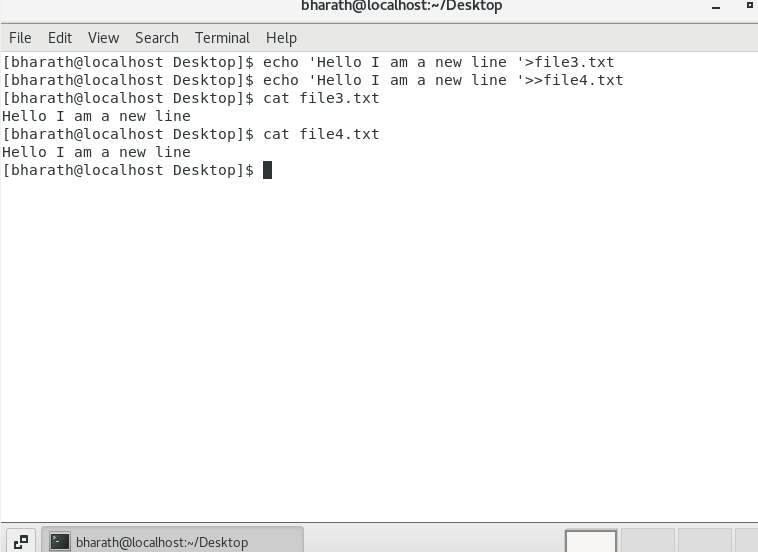 bharath@localhost:~/Desktop
File Edit View Search Terminal Help
[bharath@localhost Desktop]$ echo 'Hello I am a new line '>file3.txt
[bharath@localhost Desktop]$ echo 'Hello I am a new line '>>file4.txt
[bharath@localhost Desktop]$ cat file3.txt
Hello I am a new line
[bharath@localhost Desktop]$ cat file4.txt
Hello I am a new line
[bharath@localhost Desktop]$
bharath@localhost:~/Desktop